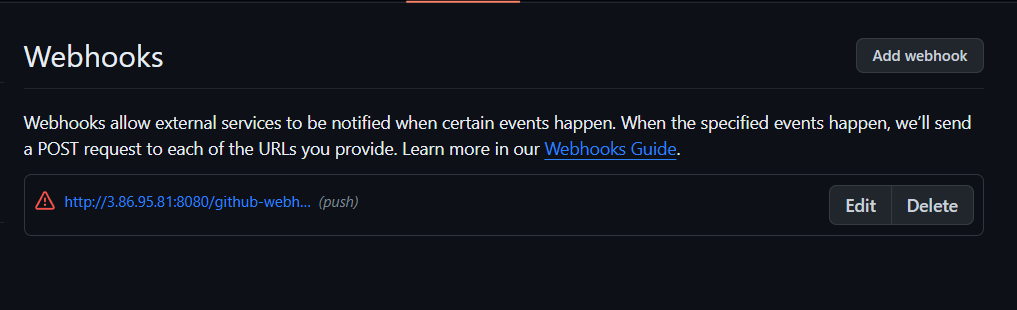 Webhooks
Add webhook
Webhooks allow external services to be notified when certain events happen. When the specified events happen, we’ll send
a POST request to each of the URLs you provide. Learn more in our Webhooks Guide.
http://3.86.95.81:8080/github-webh... (push)
Edit
Delete